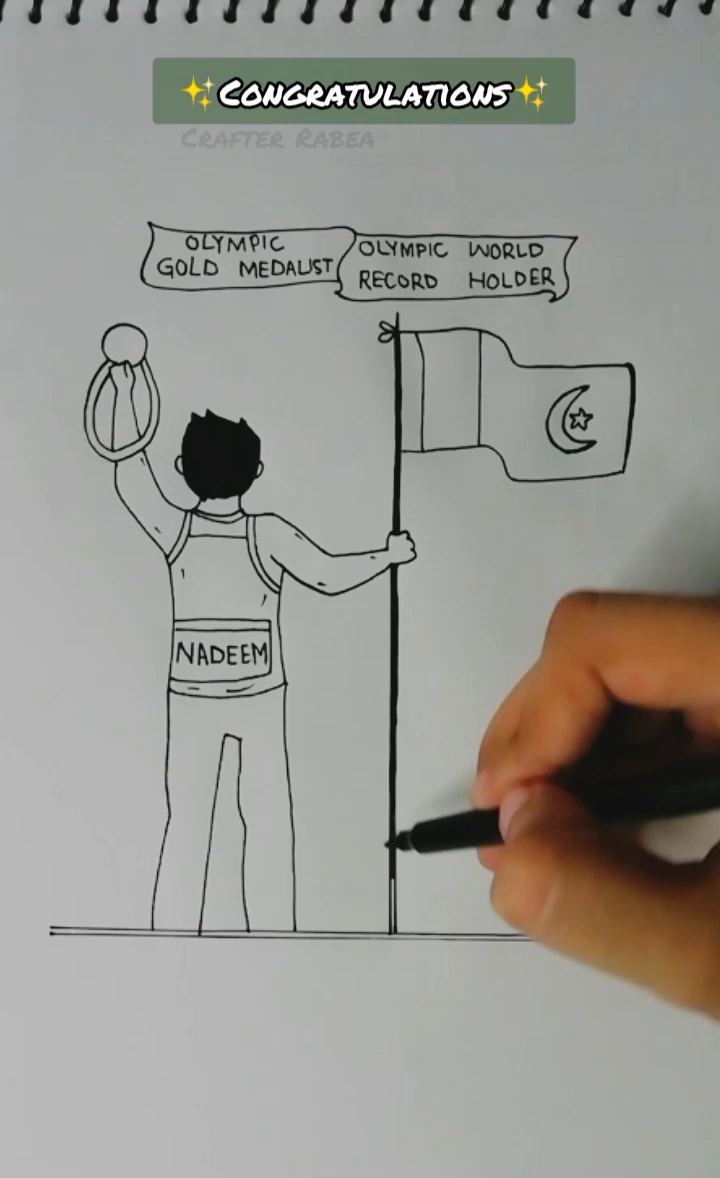 ✨Congratulations✨
Crafter Rabea
OLYMPIC
GOLD MEDALIST
OLYMPIC WORLD
RECORD HOLDER
NADEEM